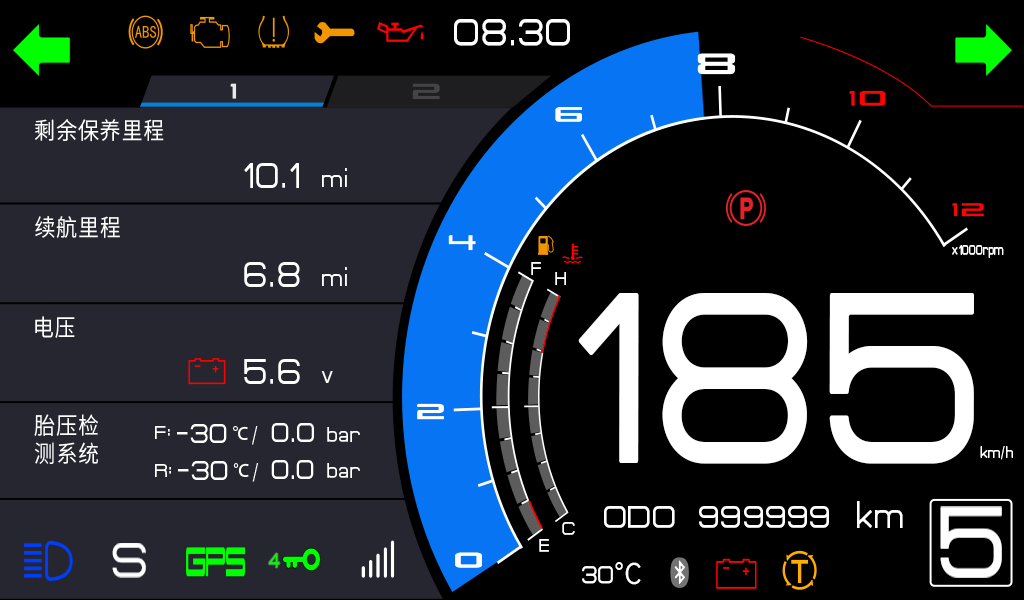 ABS
08.30
1
2
剩余保养里程
10.1 mi
续航里程
6.8 mi
电压
5.6 v
胎压检
测系统
F: -30 ℃/ 0.0 bar
R: -30 ℃/ 0.0 bar
S
GPS
4
0
2
4
6
8
10
12
x1000rpm
P
F
H
E
C
185
km/h
ODO 999999 km
5
30°C
T